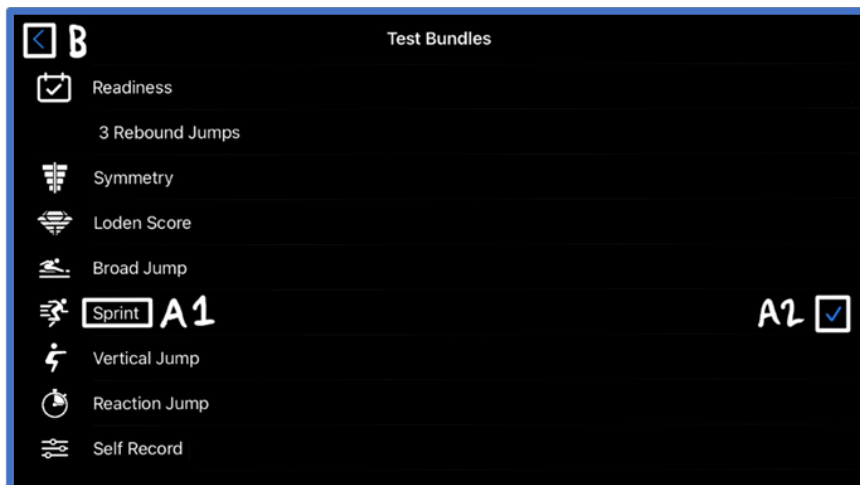 B Test Bundles
Readiness
3 Rebound Jumps
Symmetry
Loden Score
Broad Jump
Sprint A1 A2
Vertical Jump
Reaction Jump
Self Record